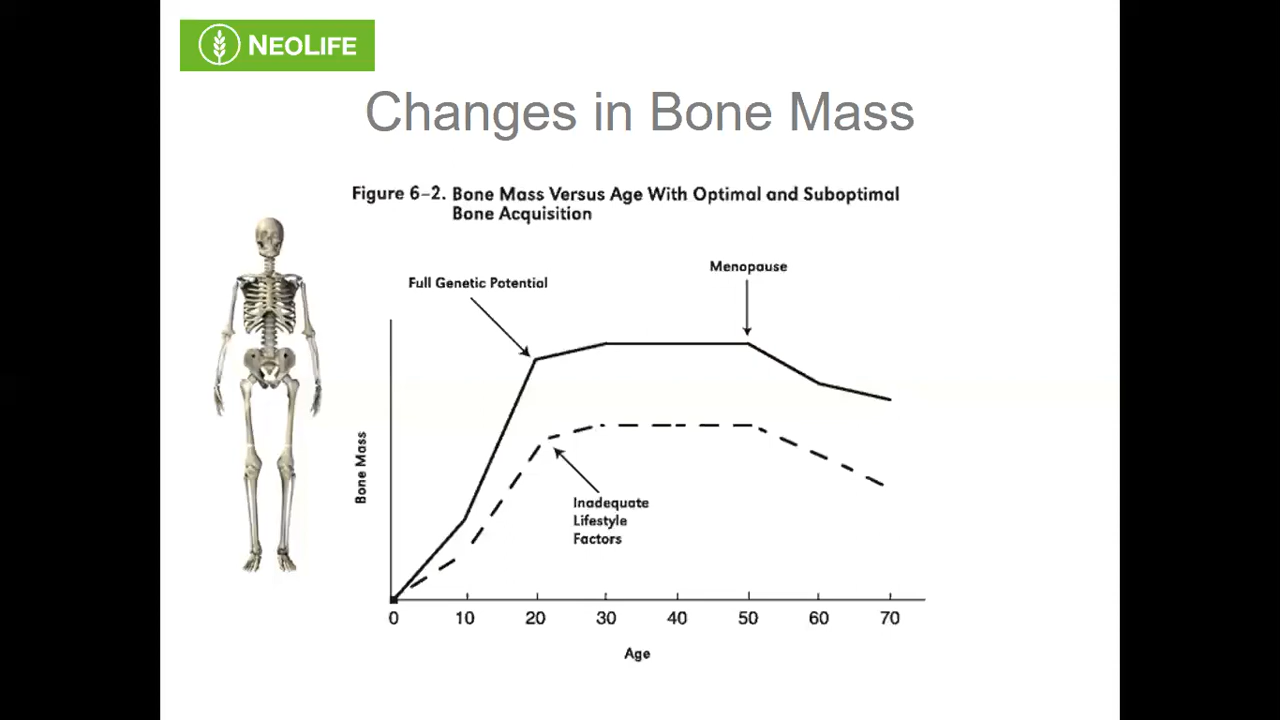 NEOLIFE
Changes in Bone Mass
Figure 6–2. Bone Mass Versus Age With Optimal and Suboptimal
Bone Acquisition
Menopause
Full Genetic Potential
Bone Mass
Inadequate
Lifestyle
Factors
0 10 20 30 40 50 60 70
Age